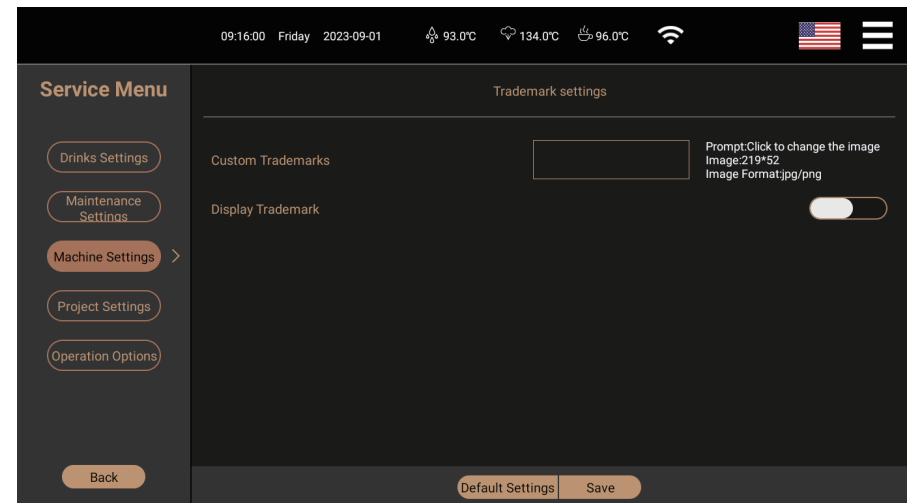 09:16:00 Friday 2023-09-01 93.0℃ 134.0℃ 96.0℃
Service Menu
Trademark settings
Drinks Settings
Maintenance
Settings
Machine Settings
Project Settings
Operation Options
Back
Custom Trademarks
Prompt:Click to change the image
Image:219*52
Image Format:jpg/png
Display Trademark
Default Settings
Save